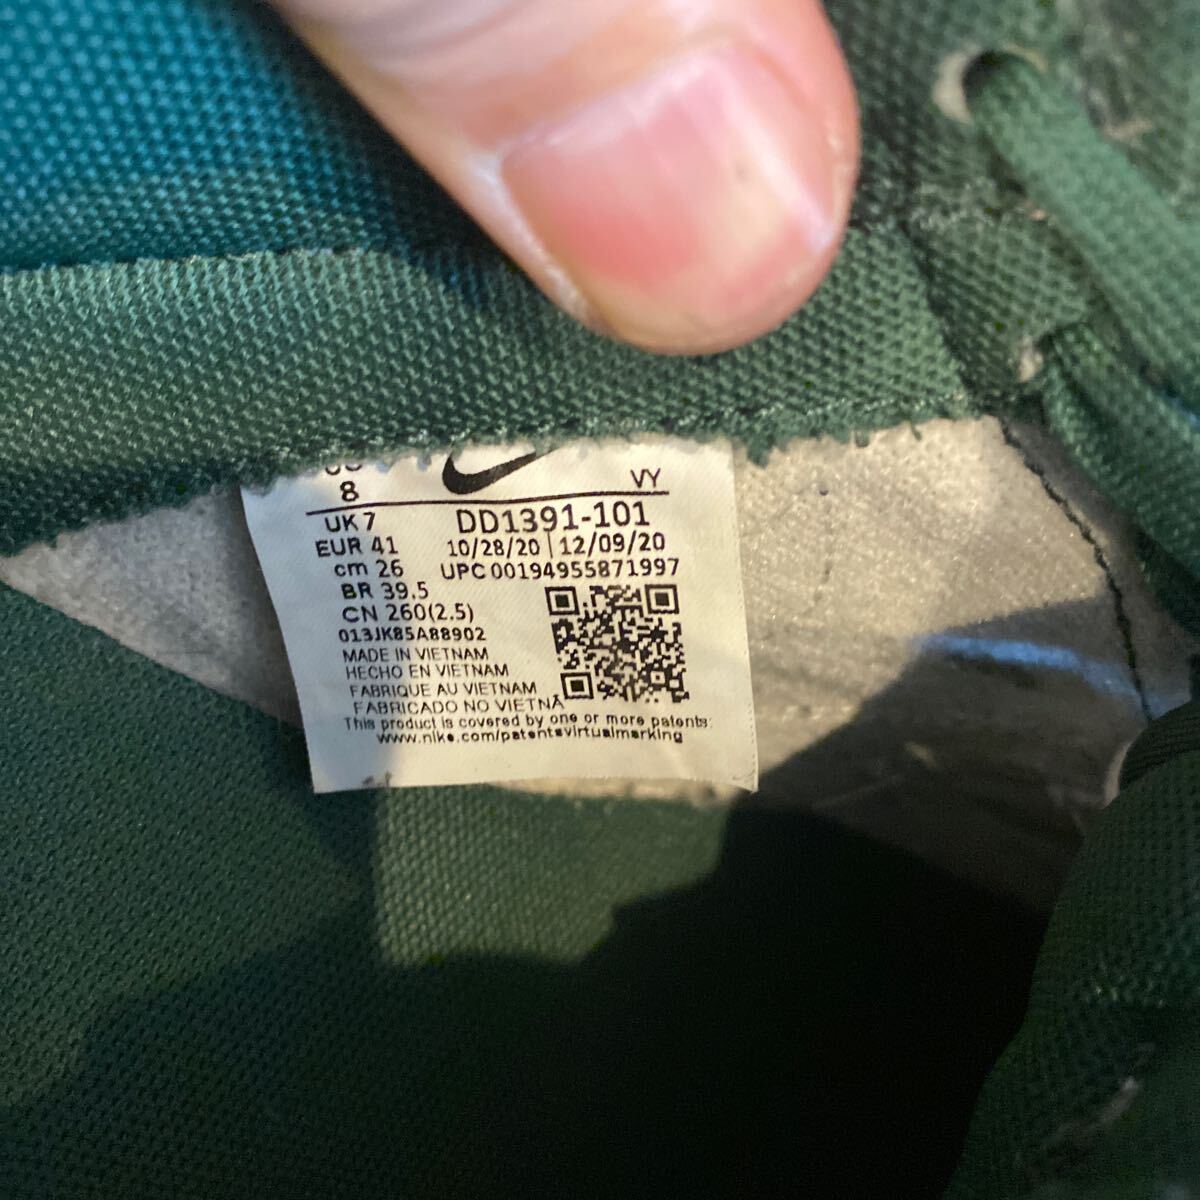 8 VY
UK 7 DD1391-101
EUR 41 10/28/20 | 12/09/20
cm 26 UPC 00194955871997
BR 39.5
CN 260(2.5)
013JK85A88902
MADE IN VIETNAM
HECHO EN VIETNAM
FABRIQUE AU VIETNAM
FABRICADO NO VIETNÃ
This product is covered by one or more patents:
www.nike.com/patentsvirtualmarking